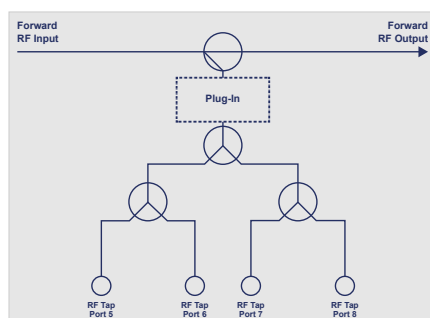 Forward
RF Input
Forward
RF Output
Plug-In
RF Tap
Port 5
RF Tap
Port 6
RF Tap
Port 7
RF Tap
Port 8